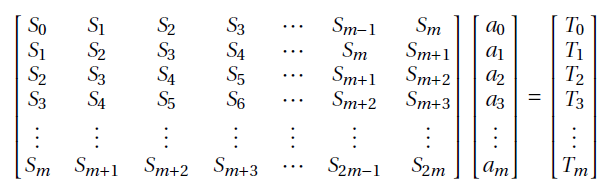 S₀ S₁ S₂ S₃ ⋯ Sₘ₋₁ Sₘ a₀ T₀
S₁ S₂ S₃ S₄ ⋯ Sₘ Sₘ₊₁ a₁ T₁
S₂ S₃ S₄ S₅ ⋯ Sₘ₊₁ Sₘ₊₂ a₂ T₂
S₃ S₄ S₅ S₆ ⋯ Sₘ₊₂ Sₘ₊₃ a₃ = T₃
⋮ ⋮ ⋮ ⋮ ⋮ ⋮ ⋮ ⋮ ⋮
Sₘ Sₘ₊₁ Sₘ₊₂ Sₘ₊₃ ⋯ S₂ₘ₋₁ S₂ₘ aₘ Tₘ